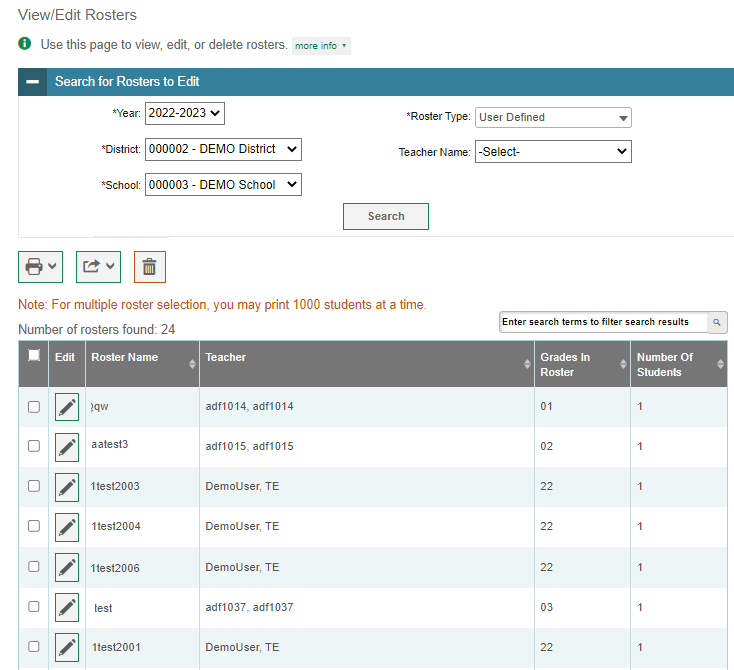 View/Edit Rosters
Use this page to view, edit, or delete rosters. more info
Search for Rosters to Edit
*Year: 2022-2023
*Roster Type: User Defined
*District: 000002 - DEMO District
Teacher Name: -Select-
*School: 000003 - DEMO School
Search
Note: For multiple roster selection, you may print 1000 students at a time.
Number of rosters found: 24
Enter search terms to filter search results
Edit Roster Name Teacher Grades In Roster Number Of Students
adf1014, adf1014 01 1
aatest3 adf1015, adf1015 02 1
1test2003 DemoUser, TE 22 1
1test2004 DemoUser, TE 22 1
1test2006 DemoUser, TE 22 1
test adf1037, adf1037 03 1
1test2001 DemoUser, TE 22 1